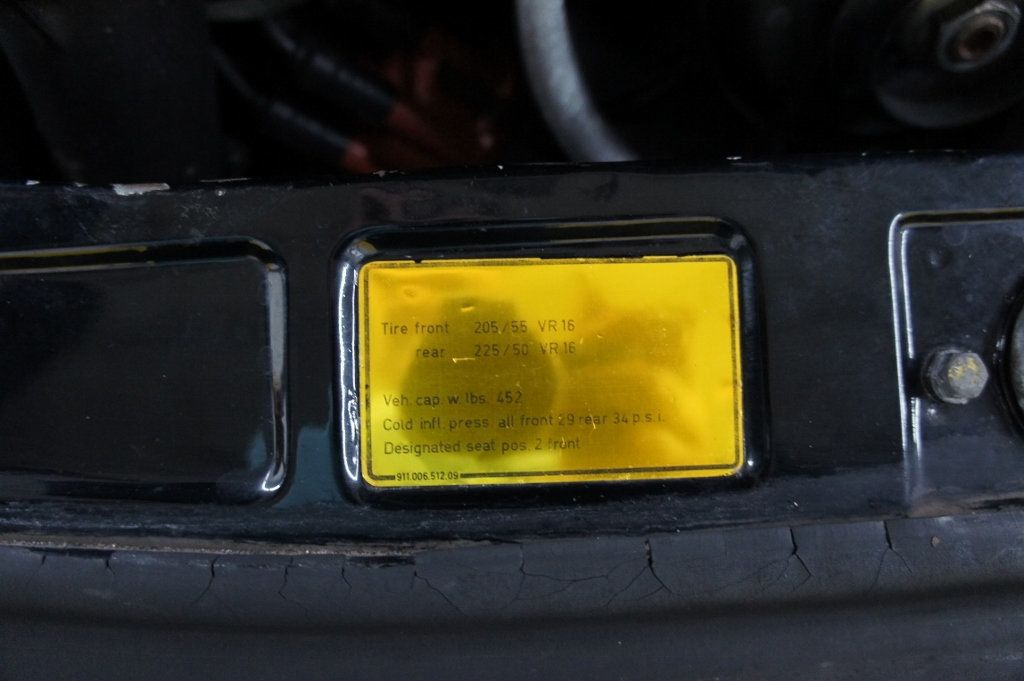 Tire front 205/55 VR 16
rear 225/50 VR 16
Veh. cap. w. lbs. 452
Cold infl. press. all front 29 rear 34 p.s.i.
Designated seat pos. 2 front
911.006.512.09